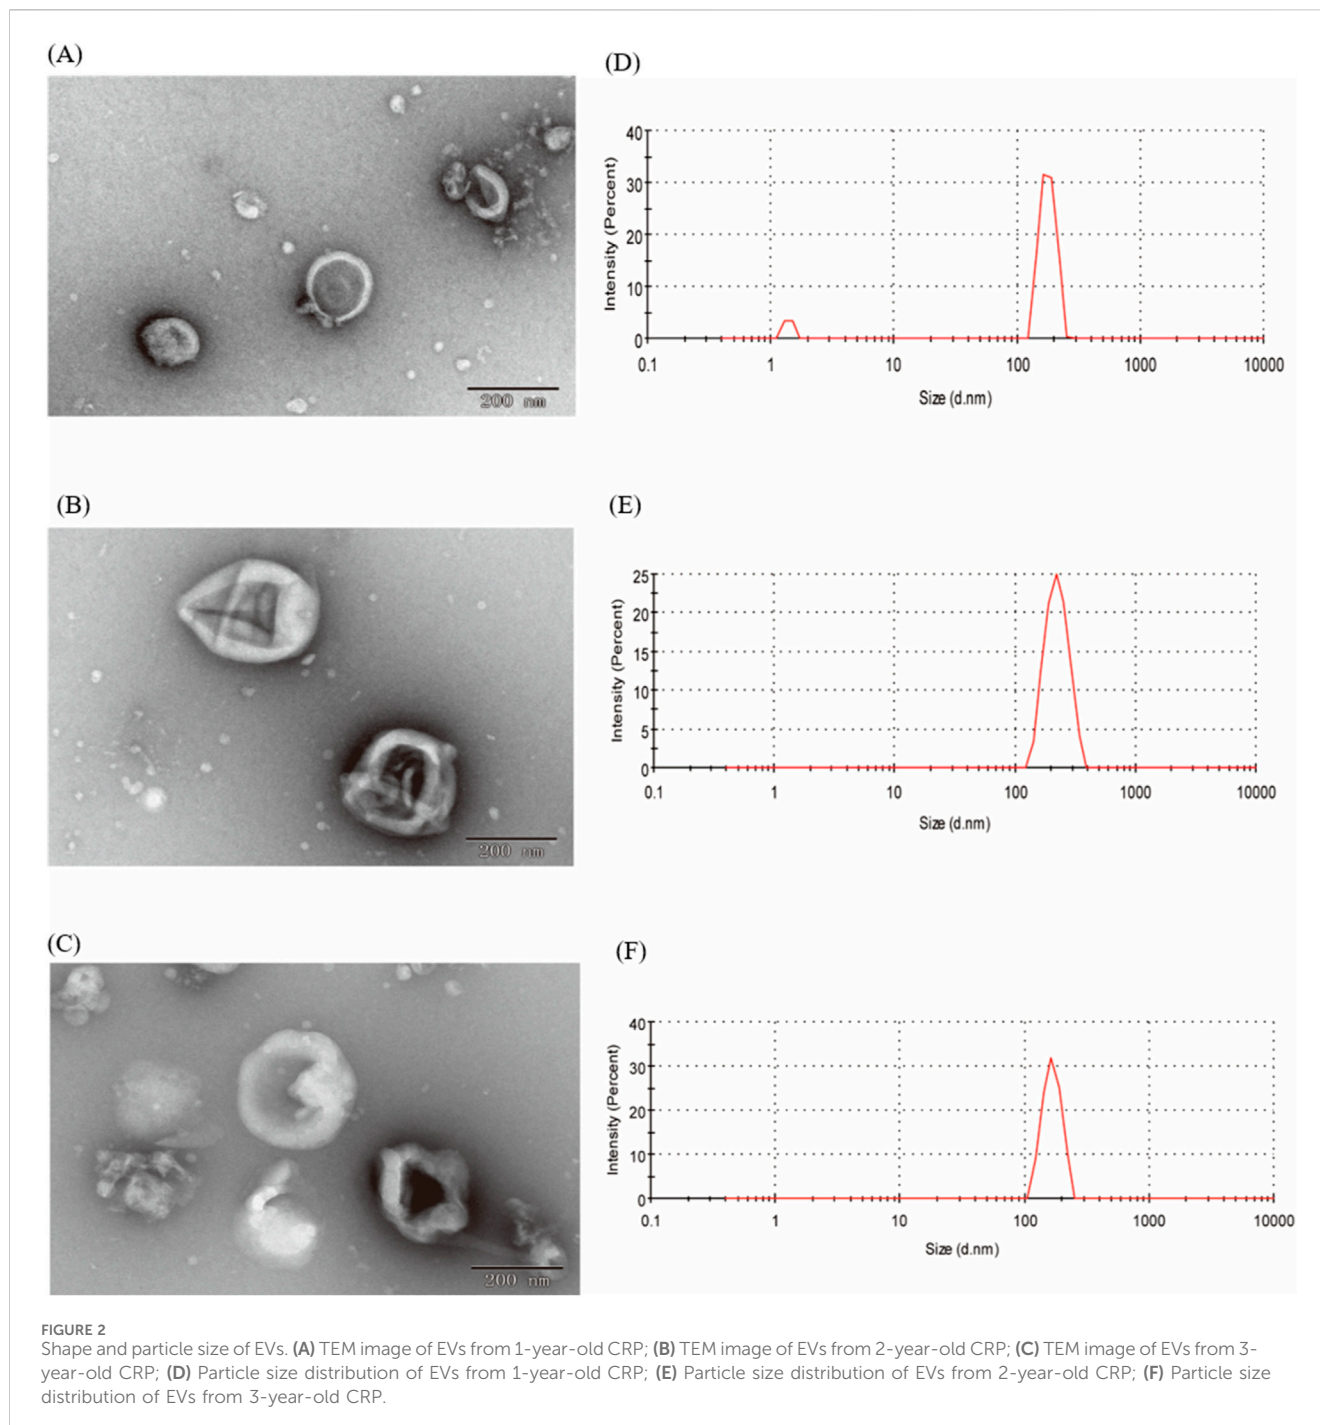 (A)
200 nm
(D)
40
30
20
10
0
Intensity (Percent)
0.1 1 10 100 1000 10000
Size (d.nm)
(B)
200 nm
(E)
25
20
15
10
5
0
Intensity (Percent)
0.1 1 10 100 1000 10000
Size (d.nm)
(C)
200 nm
(F)
40
30
20
10
0
Intensity (Percent)
0.1 1 10 100 1000 10000
Size (d.nm)
FIGURE 2
Shape and particle size of EVs. (A) TEM image of EVs from 1-year-old CRP; (B) TEM image of EVs from 2-year-old CRP; (C) TEM image of EVs from 3-
year-old CRP; (D) Particle size distribution of EVs from 1-year-old CRP; (E) Particle size distribution of EVs from 2-year-old CRP; (F) Particle size
distribution of EVs from 3-year-old CRP.